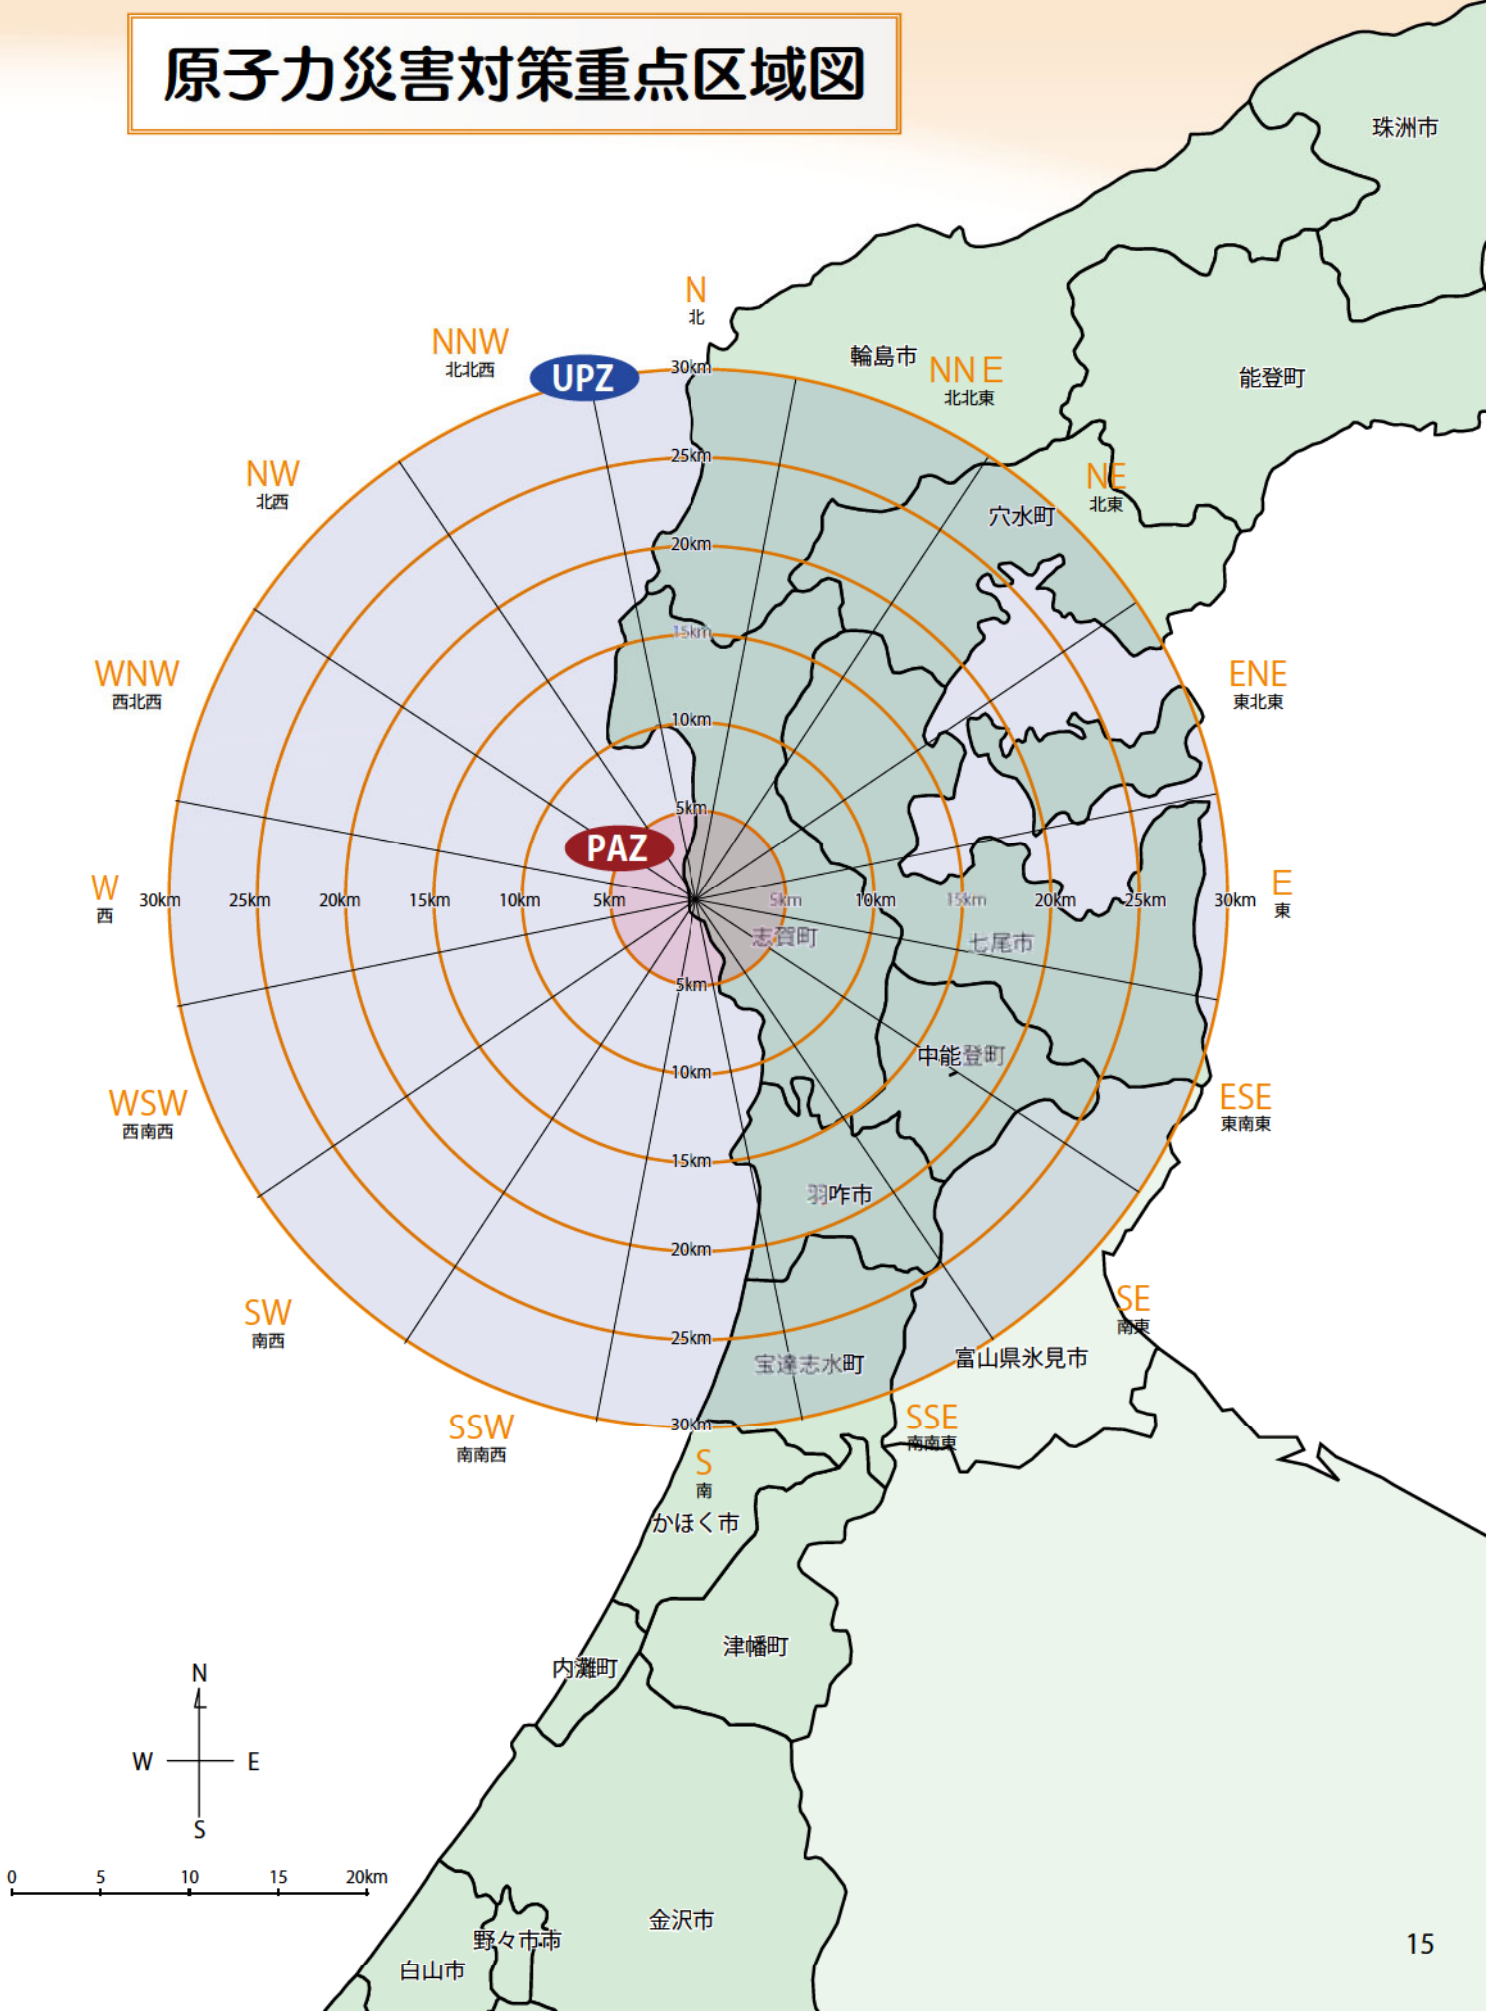 原子力災害対策重点区域図
珠洲市
N
北
NNW
北北西
UPZ
30km
輪島市
NN E
北北東
能登町
25km
NW
北西
NE
北東
穴水町
20km
15km
WNW
西北西
ENE
東北東
10km
5km
PAZ
W
西
30km
25km
20km
15km
10km
5km
5km
10km
15km
20km
25km
30km
E
東
志賀町
七尾市
5km
中能登町
10km
WSW
西南西
ESE
東南東
15km
羽咋市
20km
SW
南西
SE
南東
25km
宝達志水町
富山県氷見市
30km
SSW
南南西
SSE
南南東
S
南
かほく市
津幡町
内灘町
N
W
E
S
0 5 10 15 20km
金沢市
野々市市
白山市
15